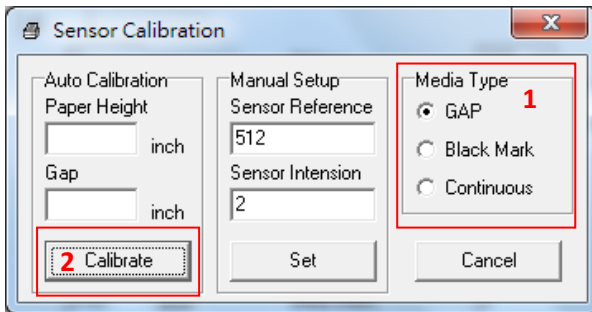 Sensor Calibration
Auto Calibration
Paper Height
inch
Gap
inch
2 Calibrate
Manual Setup
Sensor Reference
512
Sensor Intension
2
Set
Media Type
1
GAP
Black Mark
Continuous
Cancel